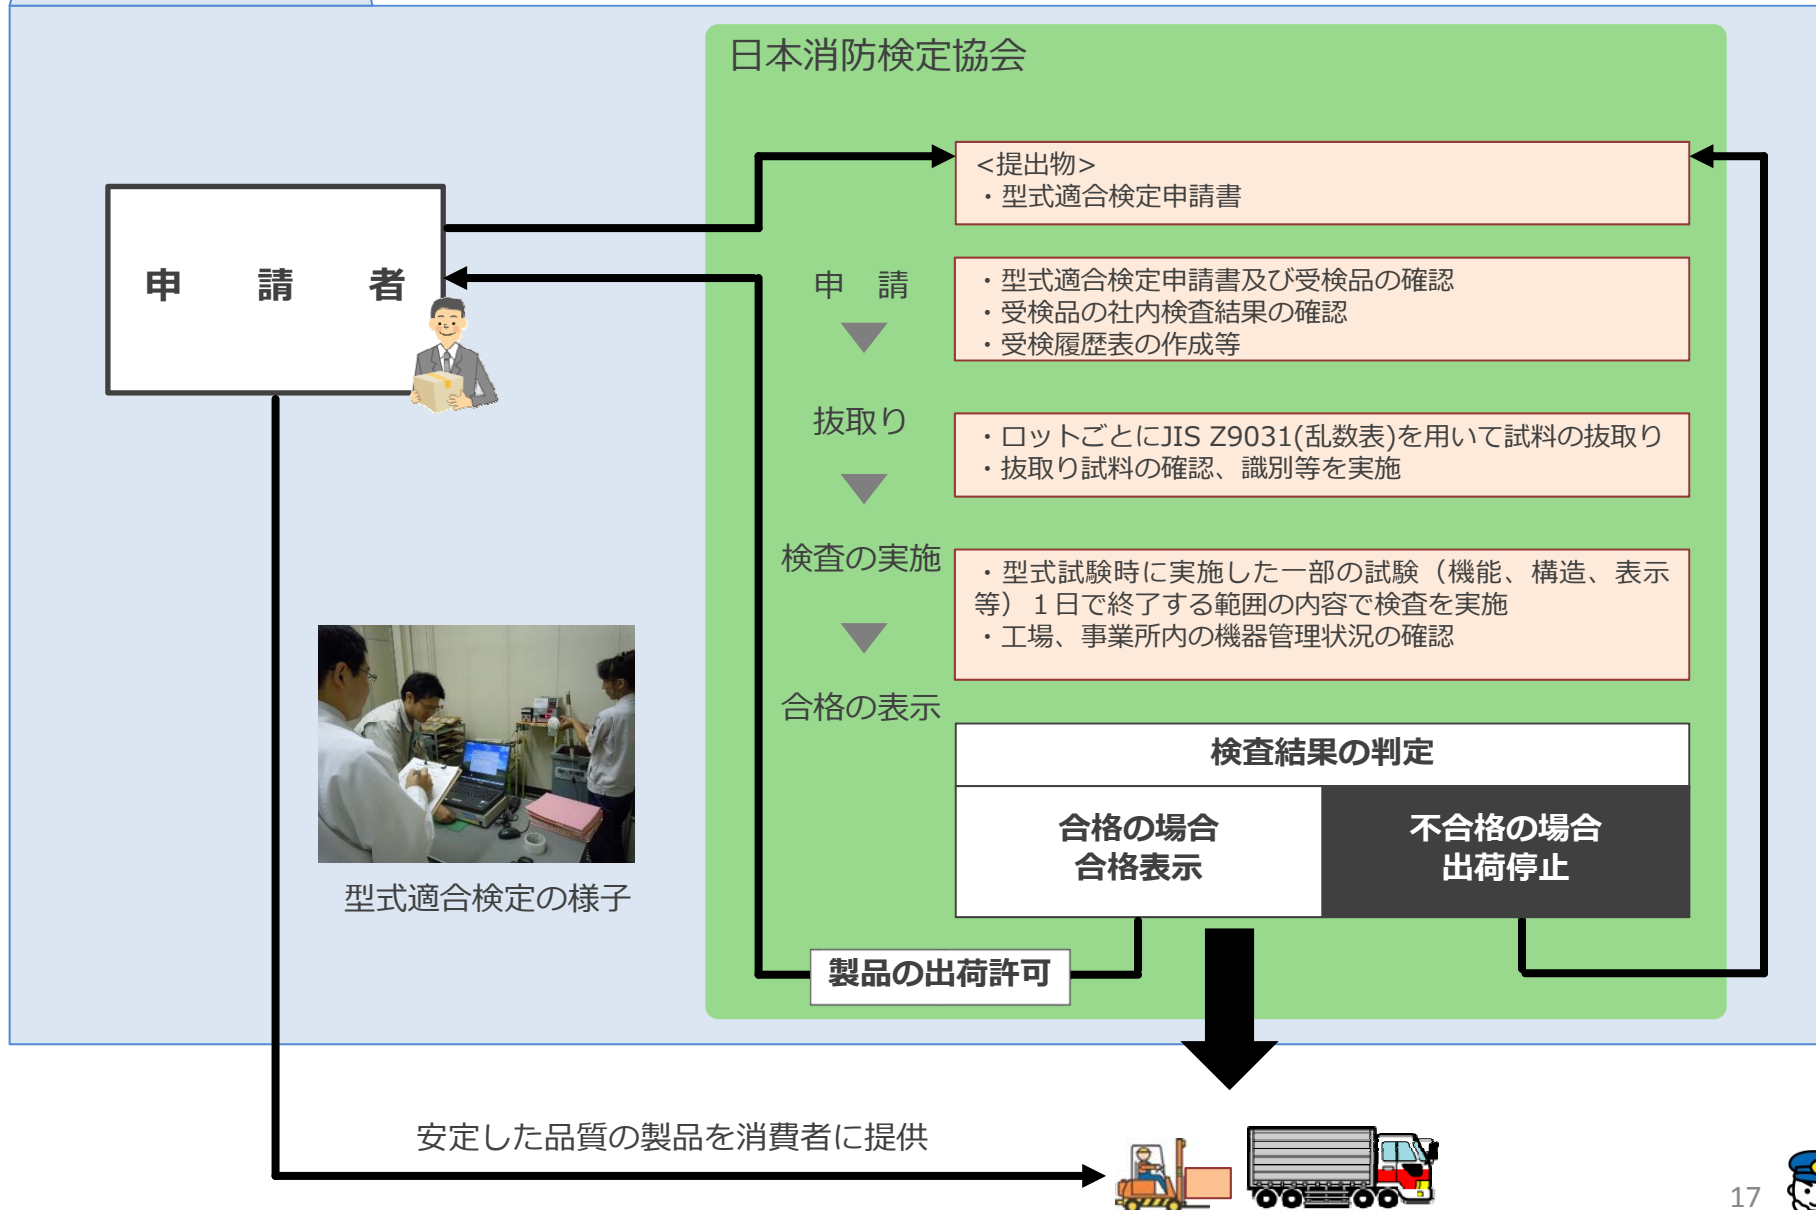 日本消防検定協会
<提出物>
・型式適合検定申請書
申　請　者
申　請
・型式適合検定申請書及び受検品の確認
・受検品の社内検査結果の確認
・受検履歴表の作成等
抜取り
・ロットごとにJIS Z9031(乱数表)を用いて試料の抜取り
・抜取り試料の確認、識別等を実施
検査の実施
・型式試験時に実施した一部の試験（機能、構造、表示
等）１日で終了する範囲の内容で検査を実施
・工場、事業所内の機器管理状況の確認
合格の表示
検査結果の判定
合格の場合
合格表示
不合格の場合
出荷停止
型式適合検定の様子
製品の出荷許可
安定した品質の製品を消費者に提供
17